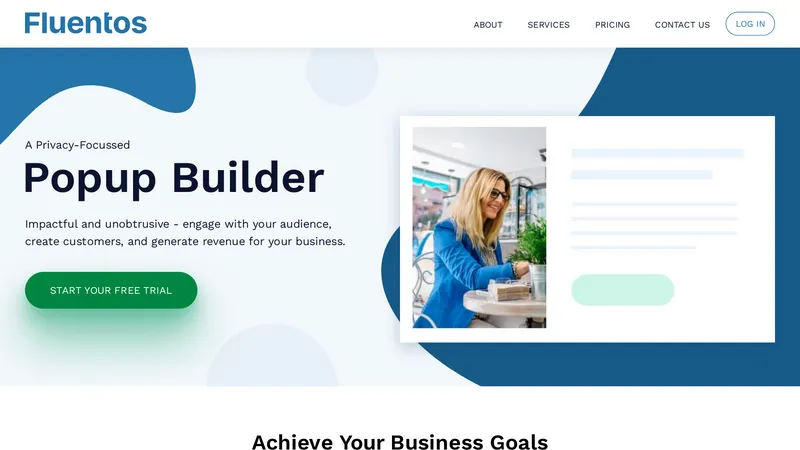 Fluentos
ABOUT SERVICES PRICING CONTACT US LOG IN
A Privacy-Focussed
Popup Builder
Impactful and unobtrusive - engage with your audience,
create customers, and generate revenue for your business.
START YOUR FREE TRIAL
Achieve Your Business Goals